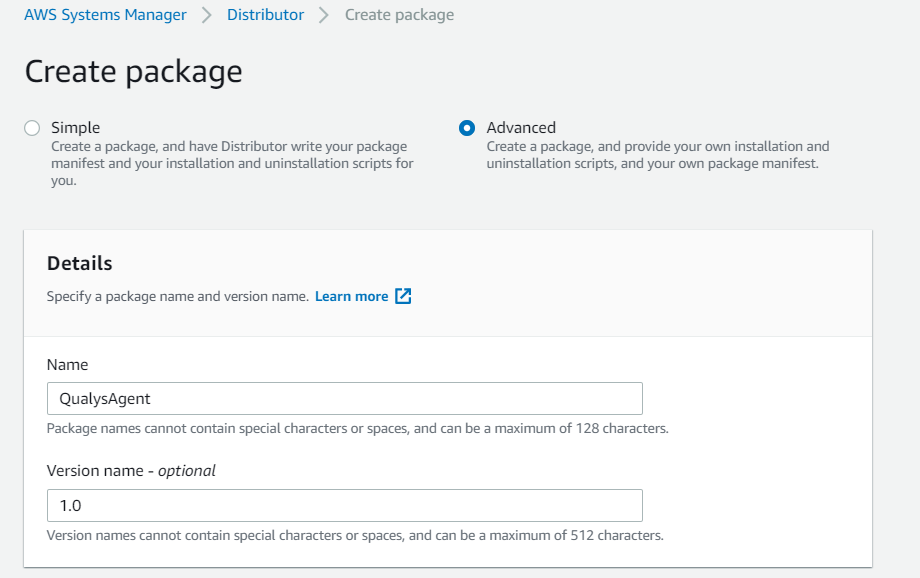 AWS Systems Manager > Distributor > Create package
Create package
Simple
Create a package, and have Distributor write your package
manifest and your installation and uninstallation scripts for
you.
Advanced
Create a package, and provide your own installation and
uninstallation scripts, and your own package manifest.
Details
Specify a package name and version name. Learn more
Name
QualysAgent
Package names cannot contain special characters or spaces, and can be a maximum of 128 characters.
Version name - optional
1.0
Version names cannot contain special characters or spaces, and can be a maximum of 512 characters.